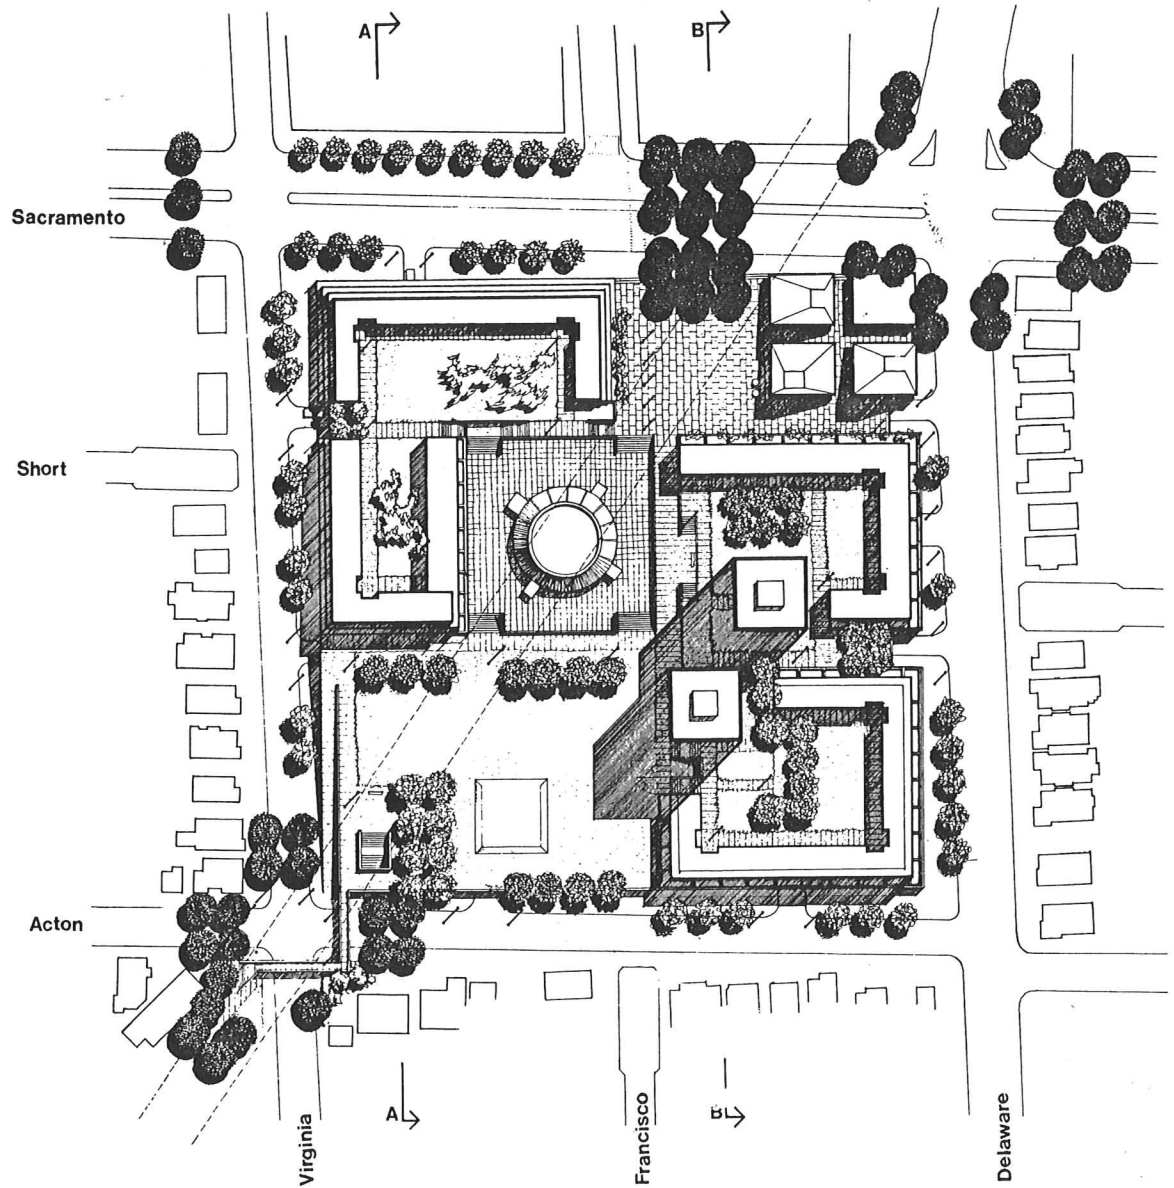 A
B
Sacramento
Short
Acton
A
B
Virginia
Francisco
Delaware